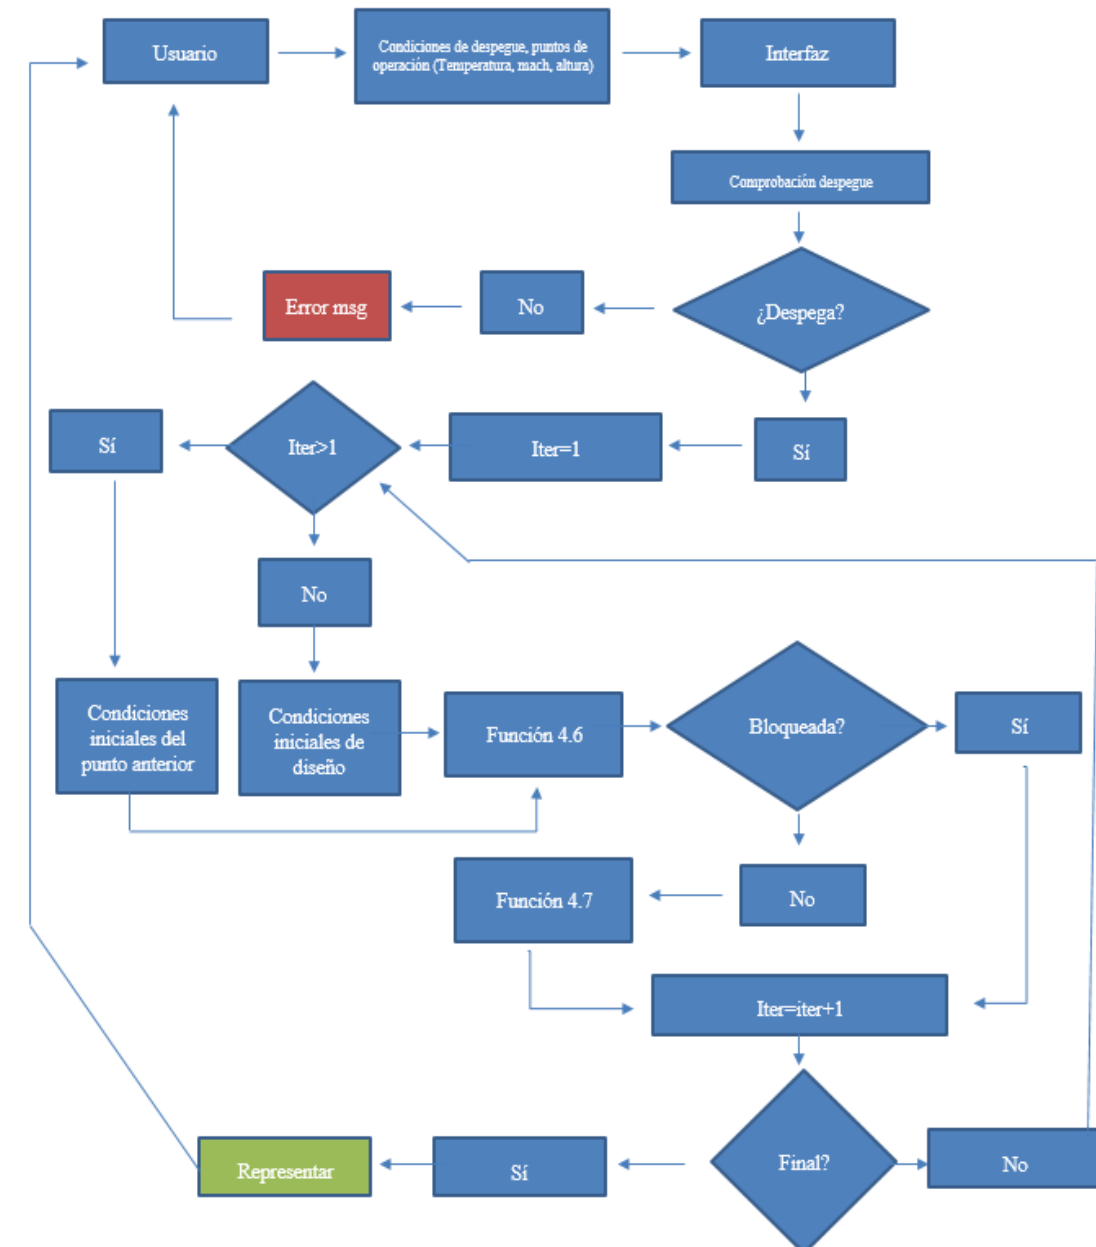 Usuario
Condiciones de despegue, puntos de
operación (Temperatura, mach, altura)
Interfaz
Comprobación despegue
¿Despega?
No
Error msg
Sí
Iter=1
Iter>1
Sí
No
Condiciones
iniciales del
punto anterior
Condiciones
iniciales de
diseño
Función 4.6
Bloqueada?
Sí
No
Función 4.7
Iter=iter+1
Final?
No
Sí
Representar